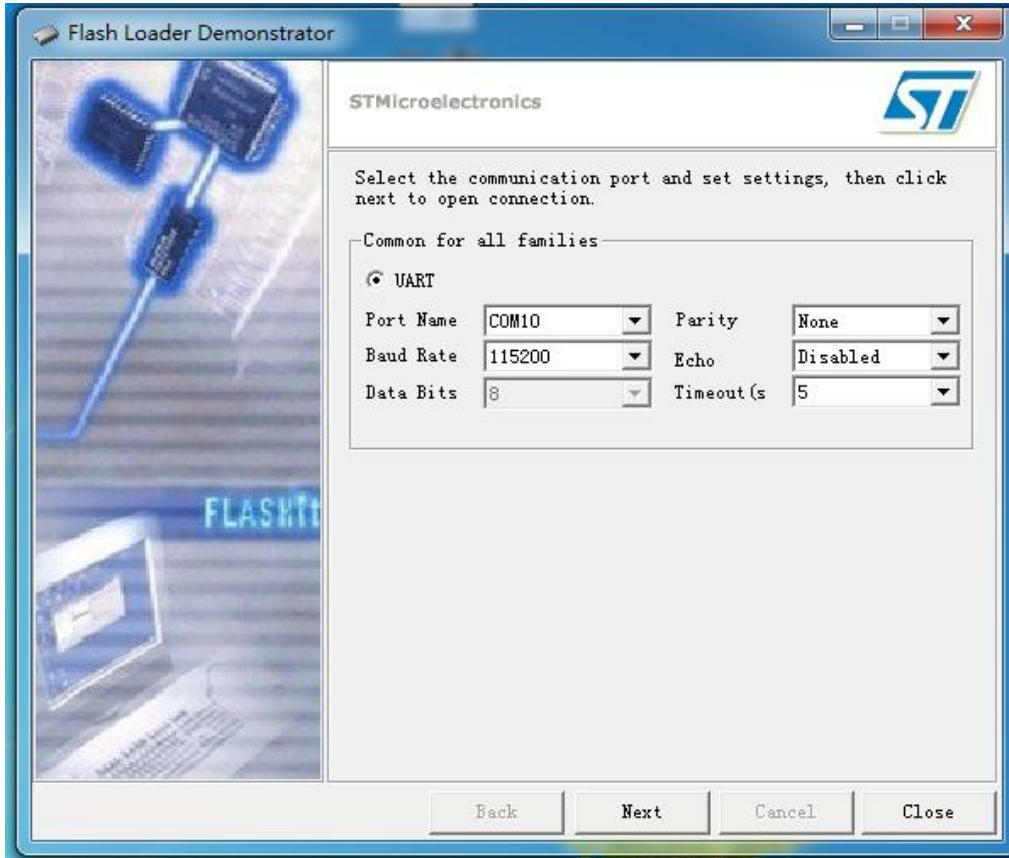 Flash Loader Demonstrator
STMicroelectronics
ST
Select the communication port and set settings, then click
next to open connection.
Common for all families
UART
Port Name COM10 Parity None
Baud Rate 115200 Echo Disabled
Data Bits 8 Timeout(s 5
FLASHIt
Back Next Cancel Close